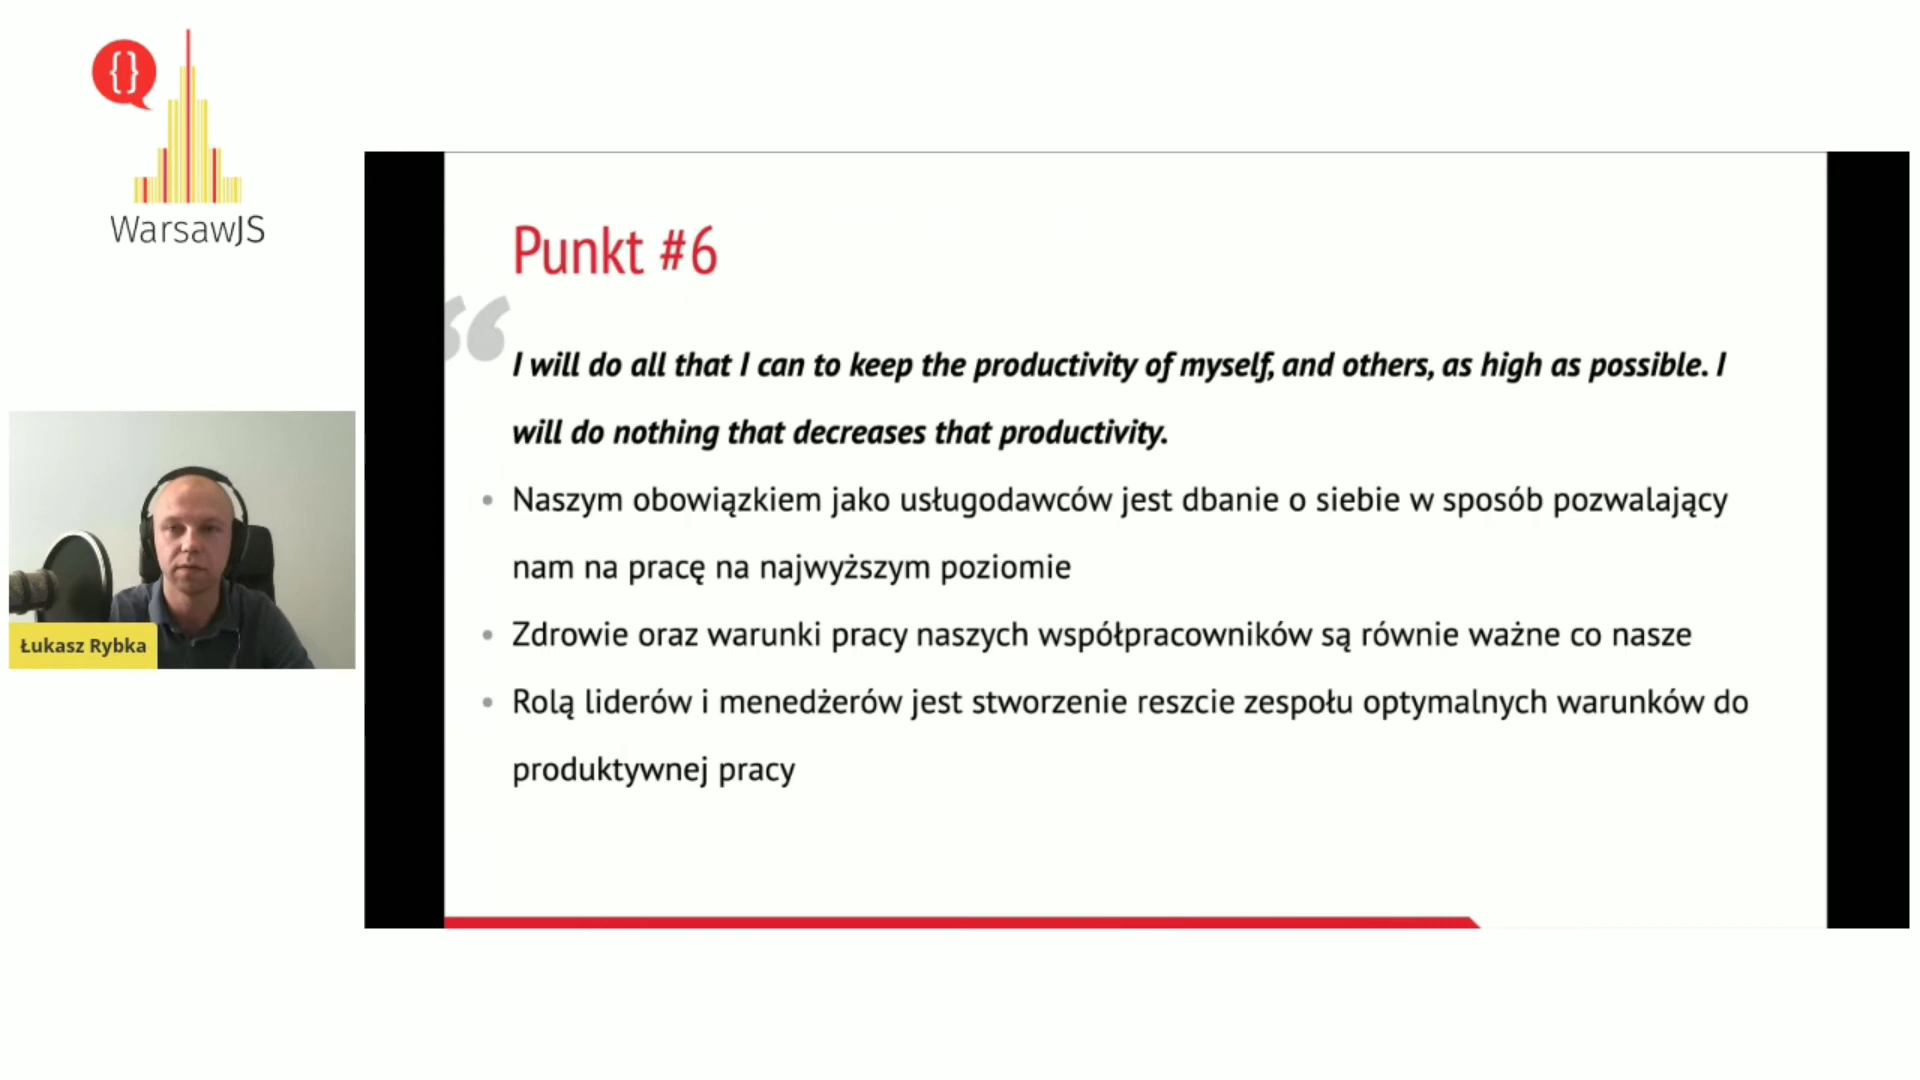 {}
WarsawJS
Punkt #6
“
I will do all that I can to keep the productivity of myself, and others, as high as possible. I
will do nothing that decreases that productivity.
• Naszym obowiązkiem jako usługodawców jest dbanie o siebie w sposób pozwalający
nam na pracę na najwyższym poziomie
• Zdrowie oraz warunki pracy naszych współpracowników są równie ważne co nasze
• Rolą liderów i menedżerów jest stworzenie reszcie zespołu optymalnych warunków do
produktywnej pracy
Łukasz Rybka